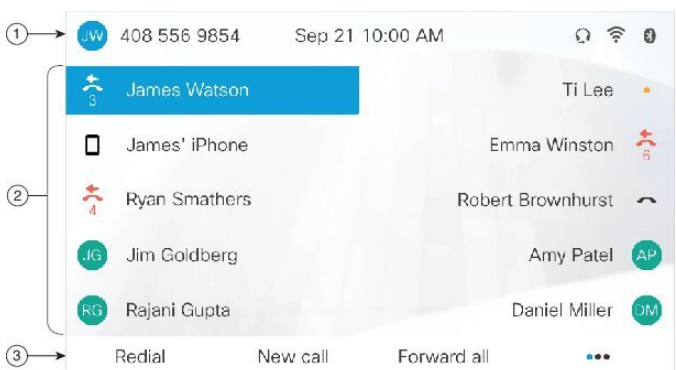 1 JW 408 556 9854 Sep 21 10:00 AM
2
3 James Watson Ti Lee
James' iPhone Emma Winston 6
4 Ryan Smathers Robert Brownhurst
JG Jim Goldberg Amy Patel AP
RG Rajani Gupta Daniel Miller DM
3 Redial New call Forward all